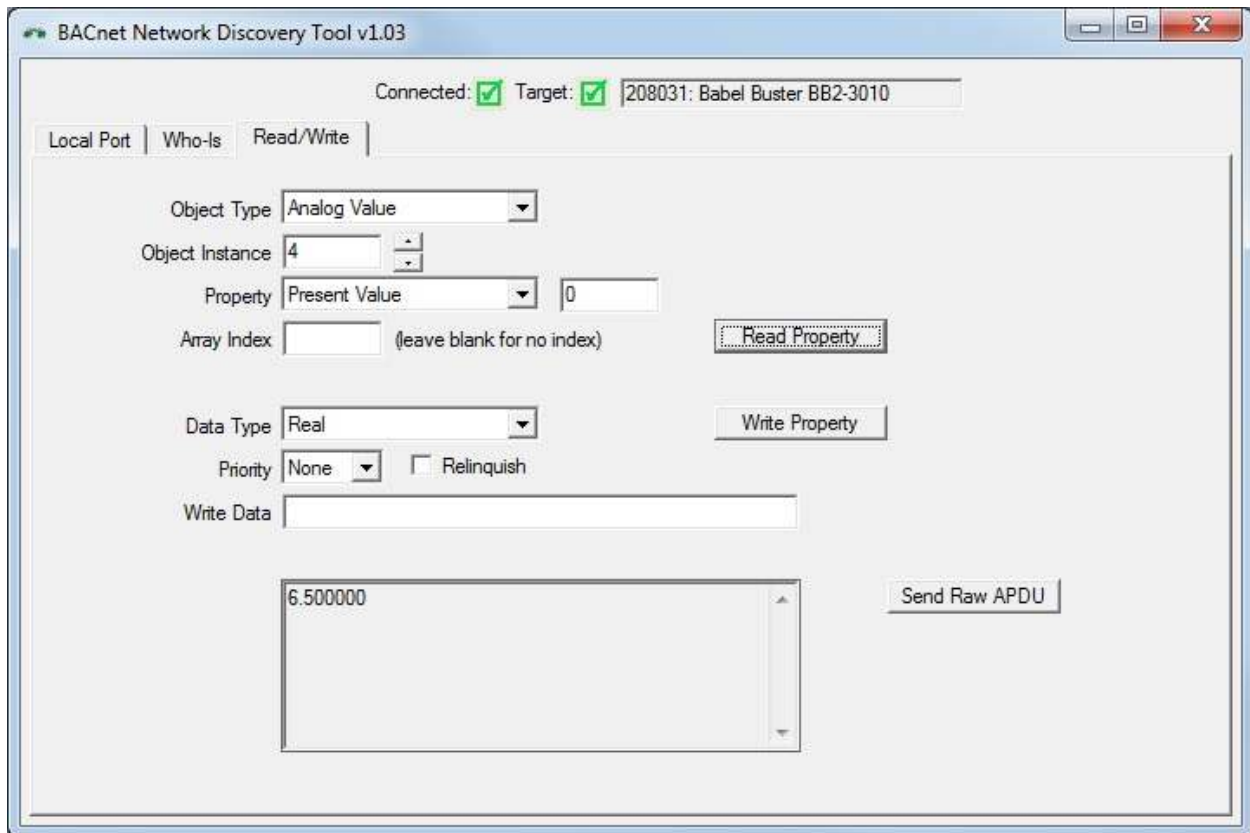 BACnet Network Discovery Tool v1.03
Connected: Target: 208031: Babel Buster BB2-3010
Local Port Who-Is Read/Write
Object Type Analog Value
Object Instance 4
Property Present Value 0
Array Index (leave blank for no index) Read Property
Data Type Real Write Property
Priority None Relinquish
Write Data
6.500000 Send Raw APDU